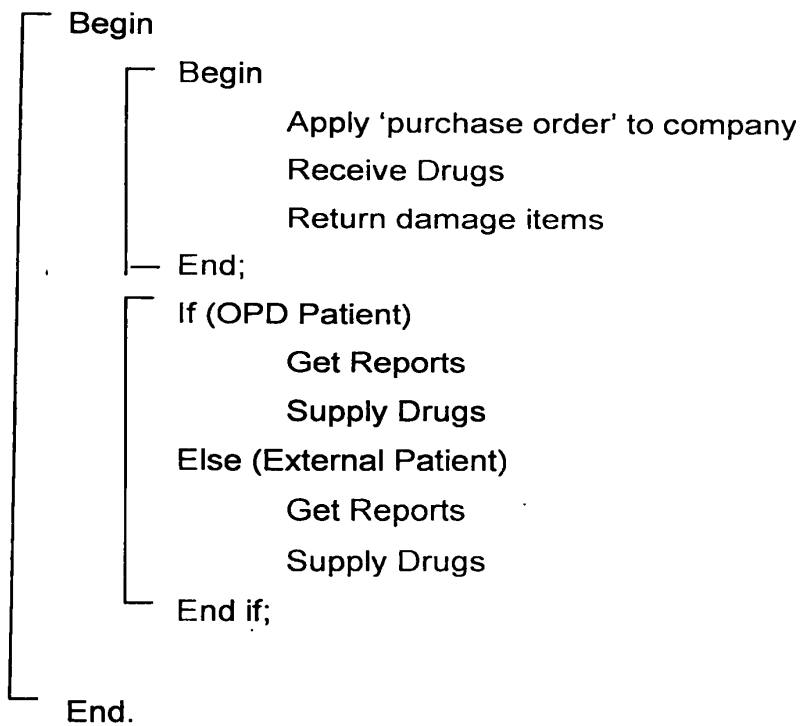 Begin
Begin
Apply ‘purchase order’ to company
Receive Drugs
Return damage items
End;
If (OPD Patient)
Get Reports
Supply Drugs
Else (External Patient)
Get Reports
Supply Drugs
End if;
End.